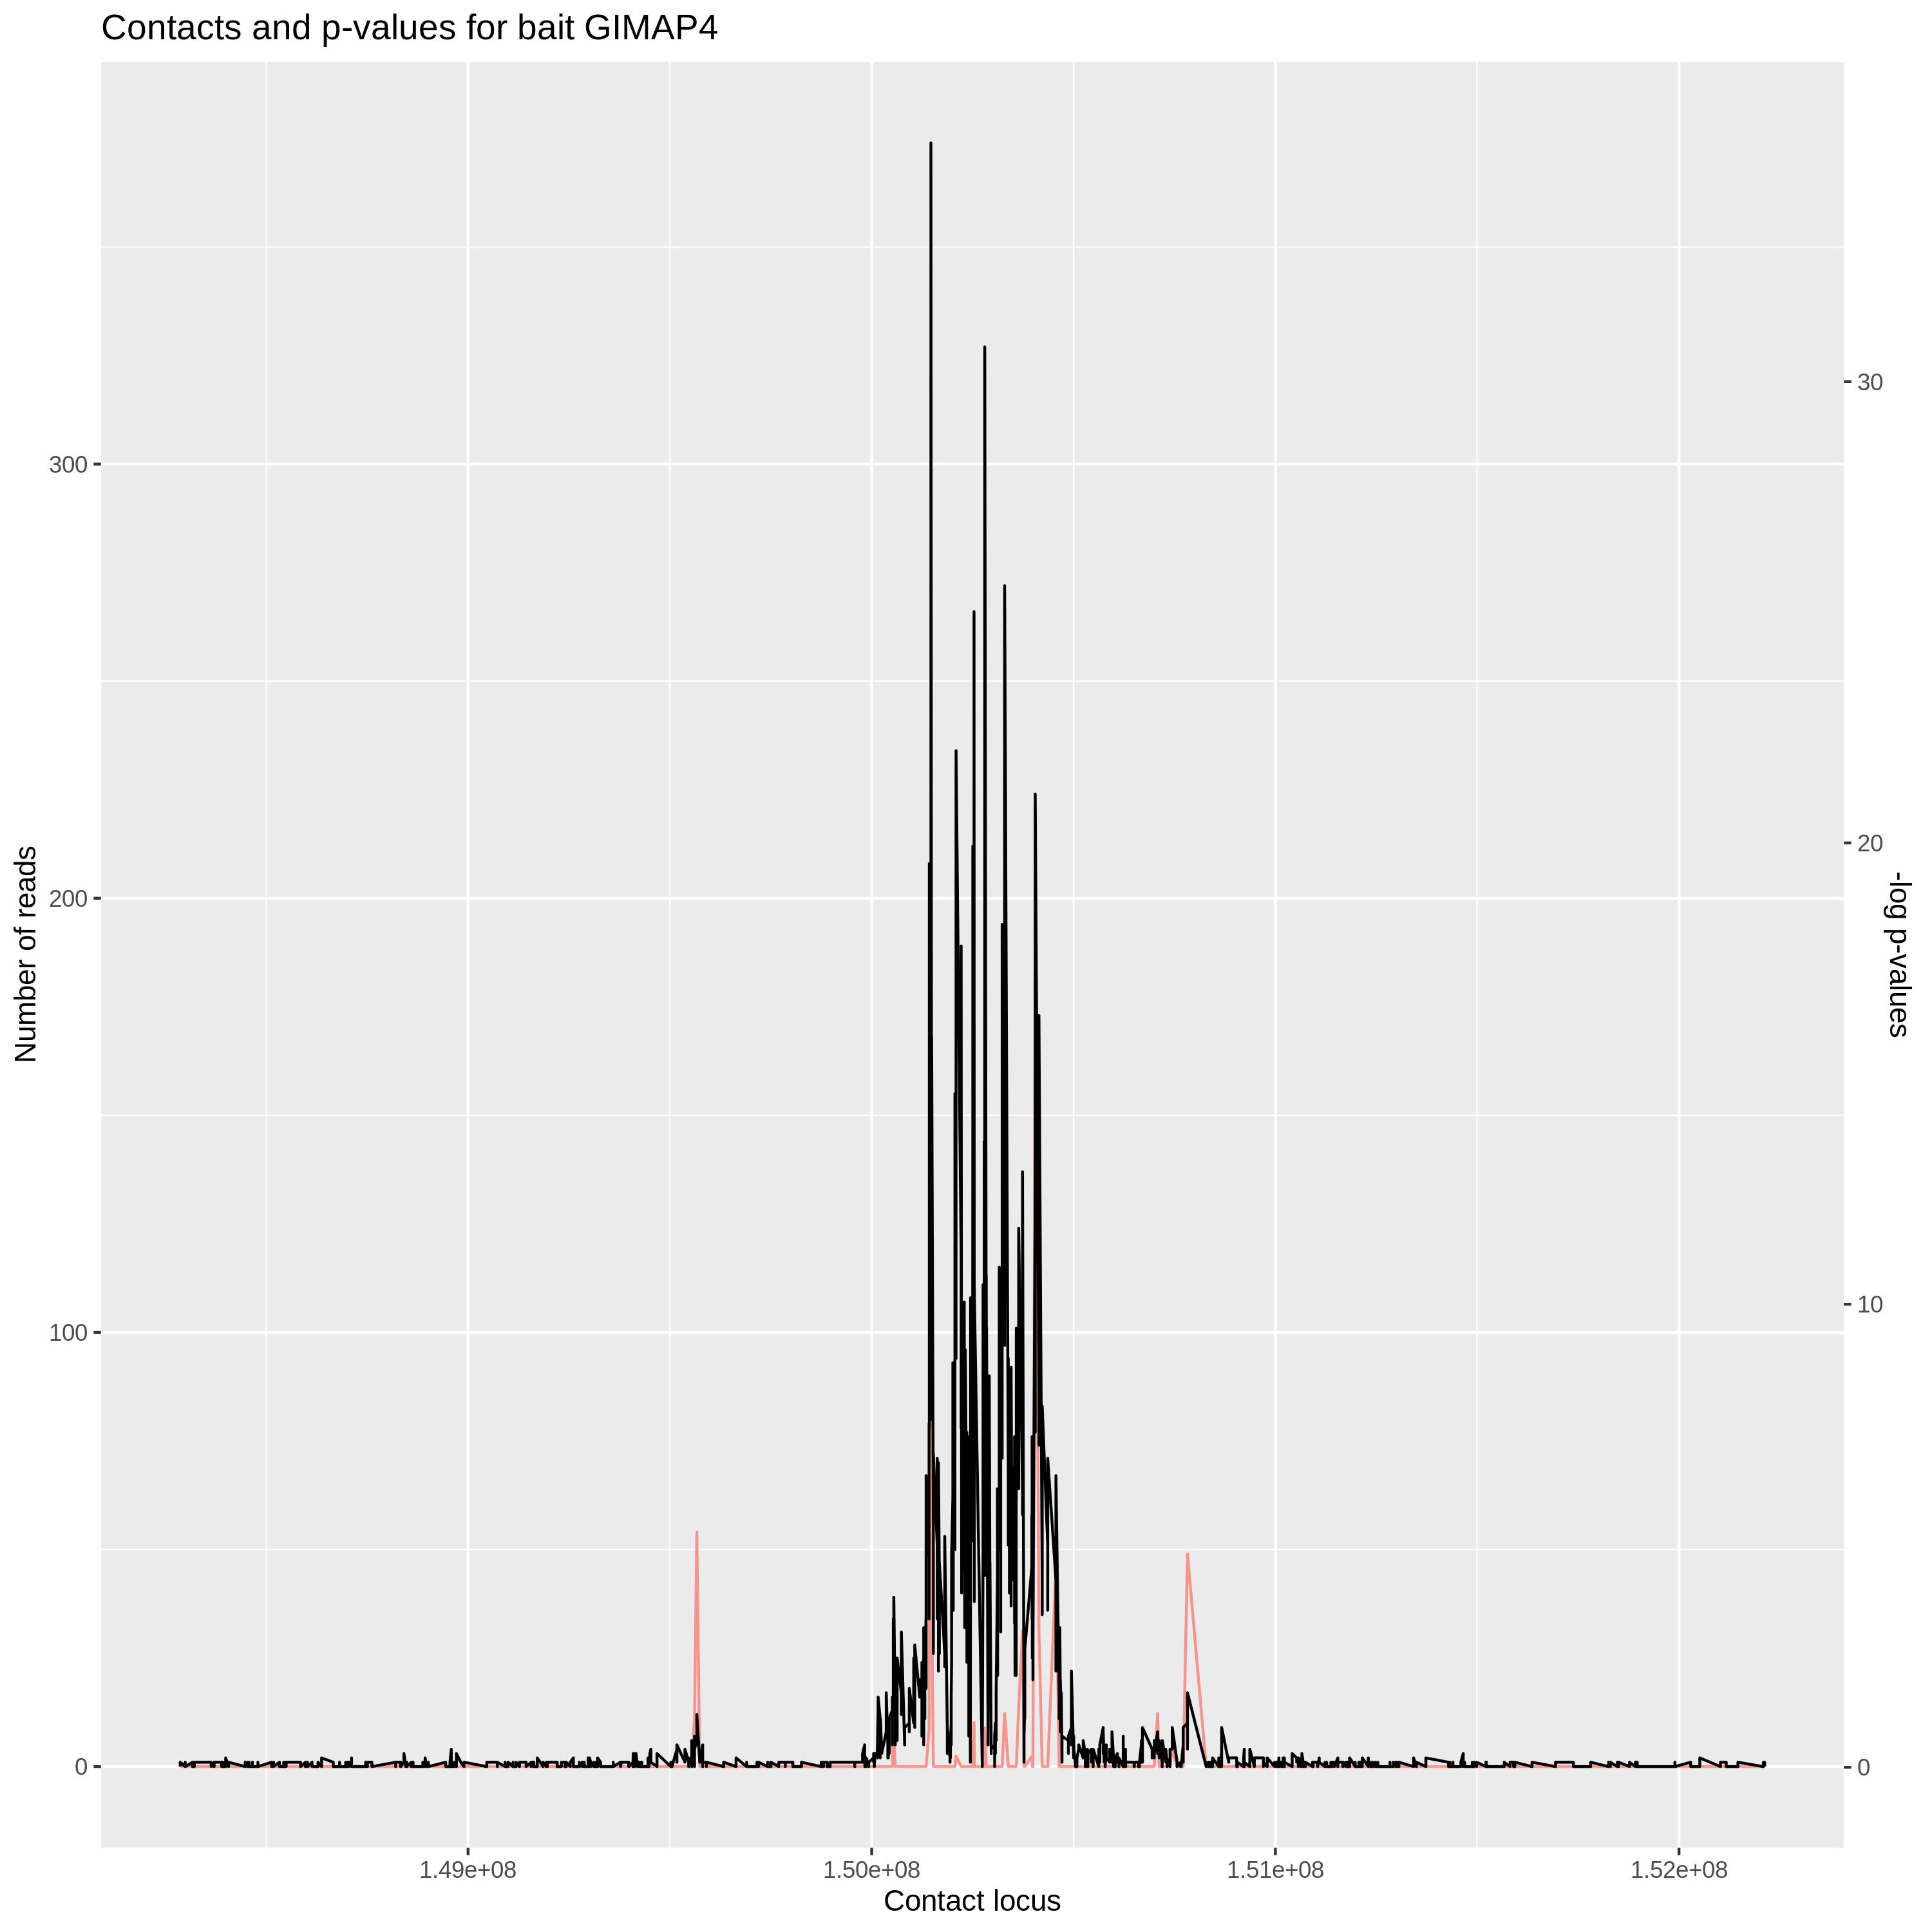 Contacts and p-values for bait GIMAP4
300
200
100
0
30
20
10
0
Number of reads
-log p-values
1.49e+08
1.50e+08
1.51e+08
1.52e+08
Contact locus